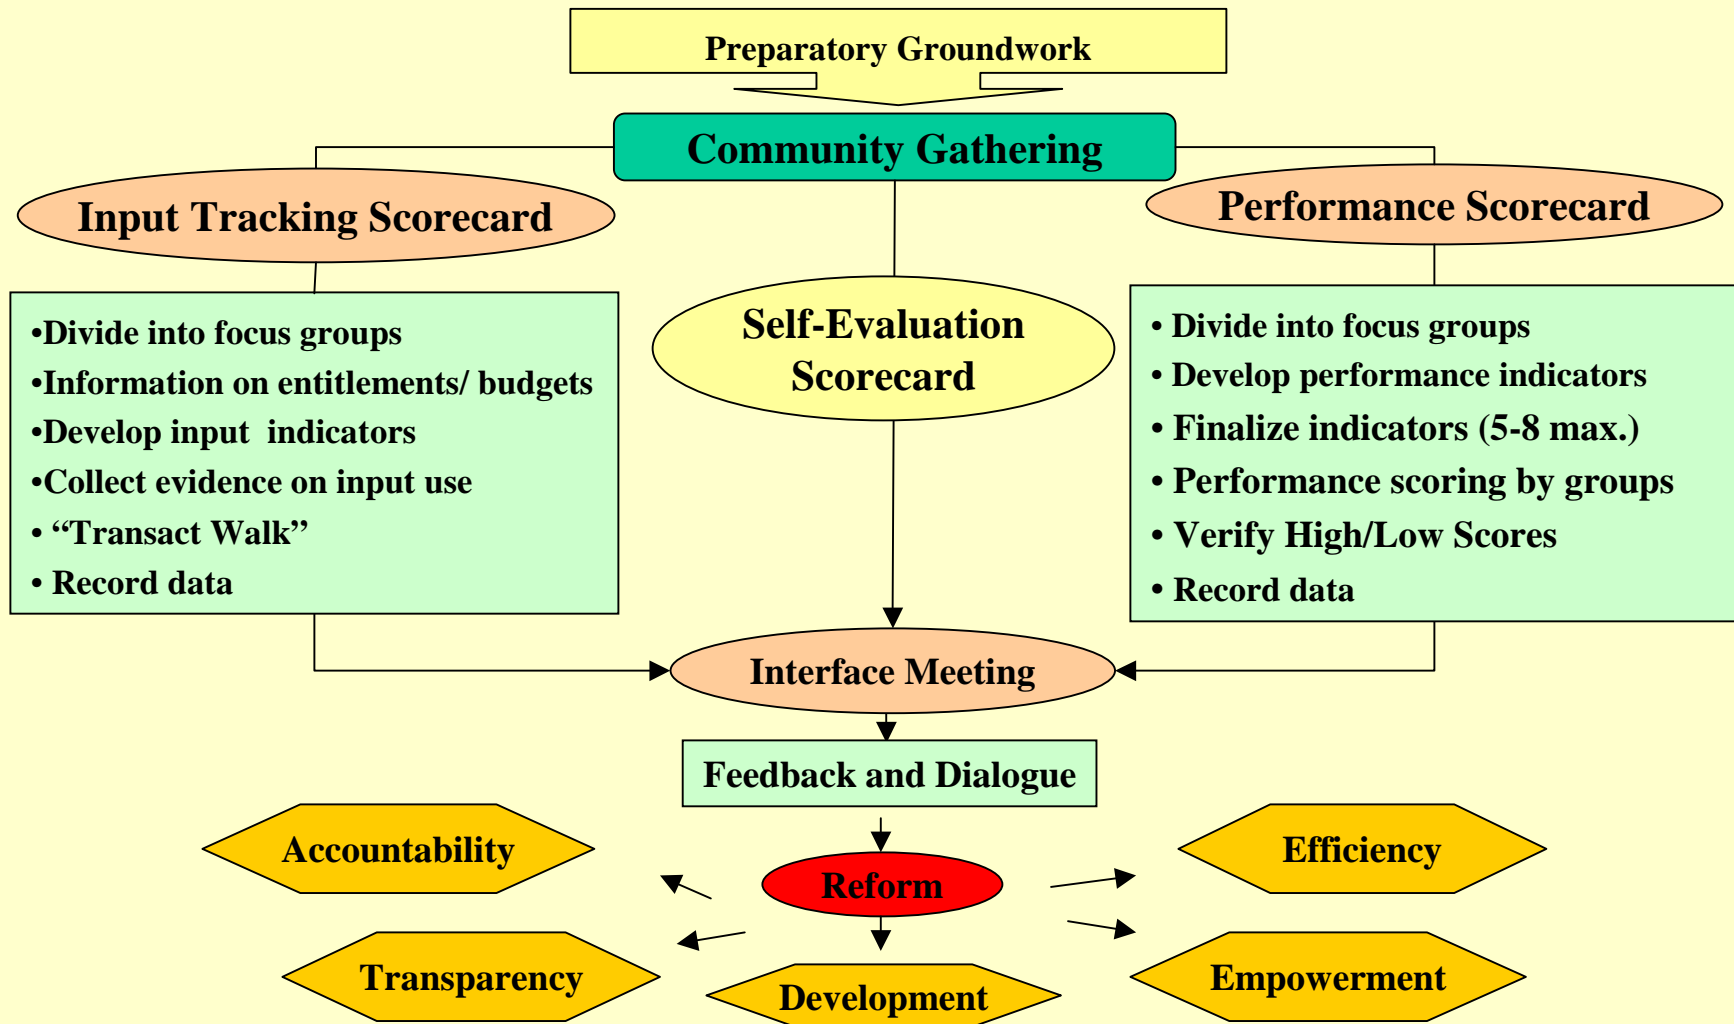 Preparatory Groundwork
Community Gathering
Input Tracking Scorecard
•Divide into focus groups
•Information on entitlements/ budgets
•Develop input  indicators
•Collect evidence on input use
• “Transact Walk”
• Record data
Self-Evaluation
Scorecard
Performance Scorecard
• Divide into focus groups
• Develop performance indicators
• Finalize indicators (5-8 max.)
• Performance scoring by groups
• Verify High/Low Scores
• Record data
Interface Meeting
Feedback and Dialogue
Reform
Accountability
Efficiency
Transparency
Development
Empowerment